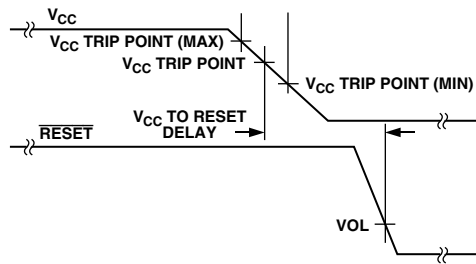 VCC
VCC TRIP POINT (MAX)
VCC TRIP POINT
VCC TRIP POINT (MIN)
VCC TO RESET
DELAY
RESET
VOL